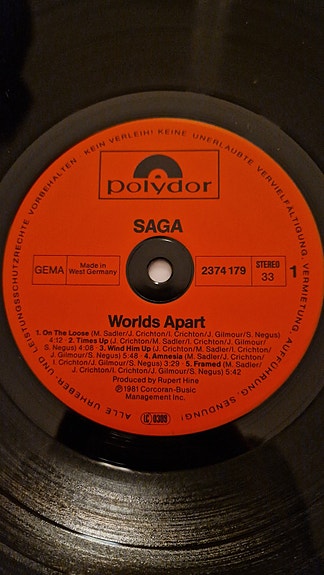 ALLE URHEBER UND LEISTUNGSSCHUTZRECHTE VORBEHALTEN · KEIN VERLEIH! KEINE UNERLAUBTE VERVIELFÄLTIGUNG, VERMIETUNG, AUFFÜHRUNG, SENDUNG!
polydor
SAGA
GEMA
Made in
West Germany
2374 179
STEREO
33
1
Worlds Apart
1. On The Loose (M. Sadler/J. Crichton/I. Crichton/J. Gilmour/S. Negus)
4:12 · 2. Times Up (J. Crichton/M. Sadler/I. Crichton/J. Gilmour/
S. Negus) 4:08 · 3. Wind Him Up (J. Crichton/M. Sadler/I. Crichton/
J. Gilmour/S. Negus) 5:48 · 4. Amnesia (M. Sadler/J. Crichton/
I. Crichton/J. Gilmour/S. Negus) 3:29 · 5. Framed (M. Sadler/
J. Crichton/I. Crichton/J. Gilmour/S. Negus) 5:42
Produced by Rupert Hine
Ⓟ 1981 Corcoran-Busic
Management Inc.
LC 0309